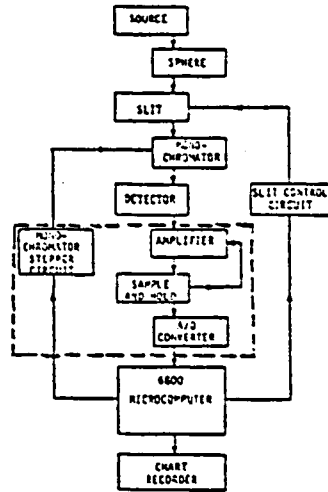 SOURCE
SPHERE
SLIT
MONO-
CHROMATOR
DETECTOR
SLIT CONTROL
CIRCUIT
MONO-
CHROMATOR
STEPPER
CIRCUIT
AMPLIFIER
SAMPLE
AND HOLD
A/D
CONVERTER
6800
MICROCOMPUTER
CHART
RECORDER